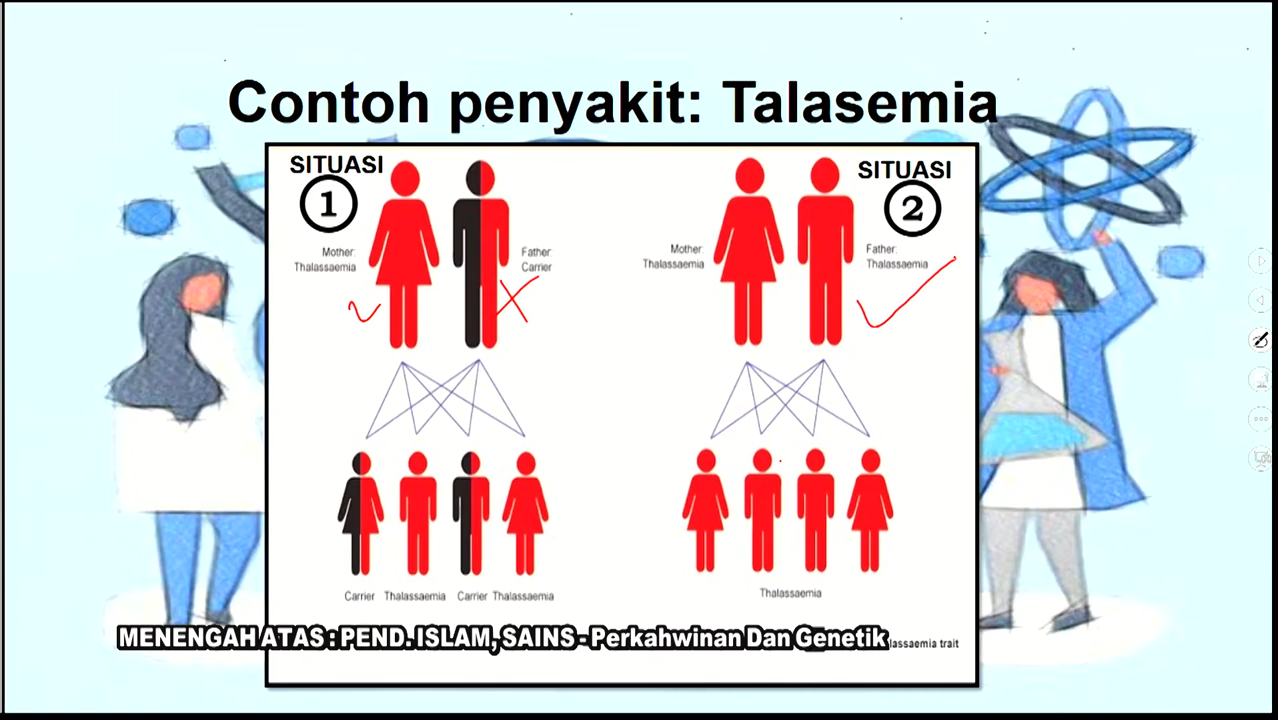 Contoh penyakit: Talasemia
SITUASI
1
Mother:
Thalassaemia
Father:
Carrier
SITUASI
2
Mother:
Thalassaemia
Father:
Thalassaemia
Carrier Thalassaemia Carrier Thalassaemia
Thalassaemia
MENENGAH ATAS : PEND. ISLAM, SAINS - Perkahwinan Dan Genetik
trait